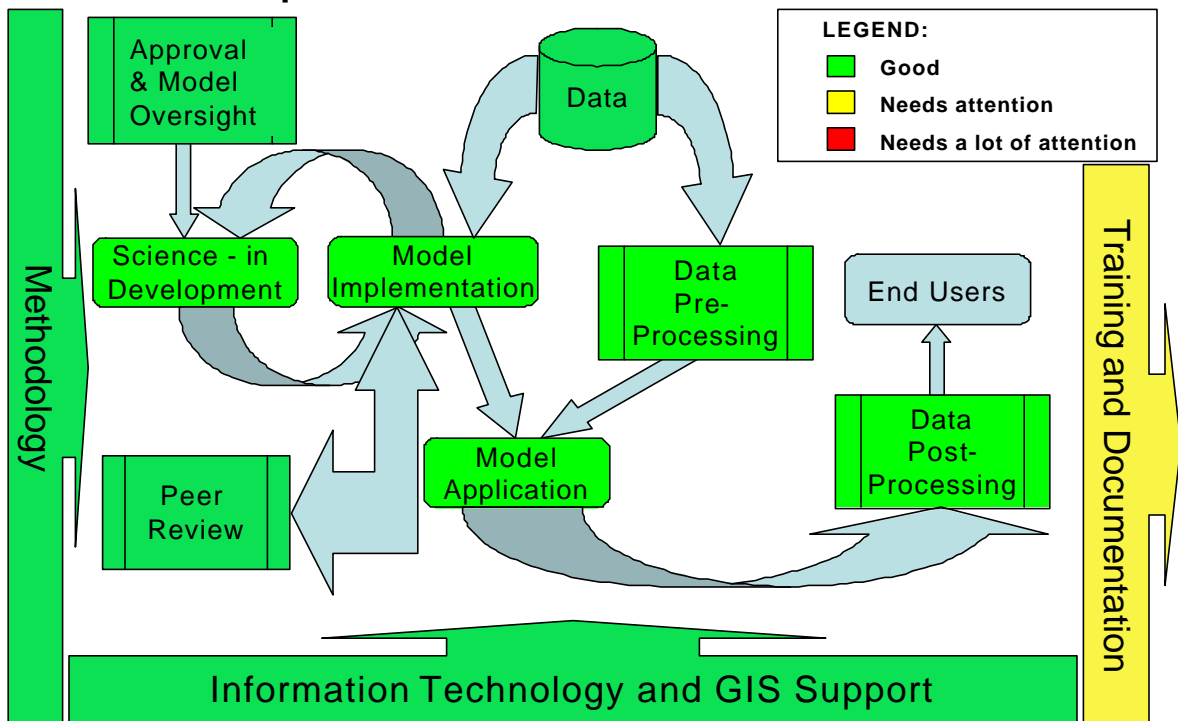 Approval
& Model
Oversight
Data
LEGEND:
Good
Needs attention
Needs a lot of attention
Methodology
Science - in
Development
Model
Implementation
Data
Pre-
Processing
End Users
Training and Documentation
Peer
Review
Model
Application
Data
Post-
Processing
Information Technology and GIS Support